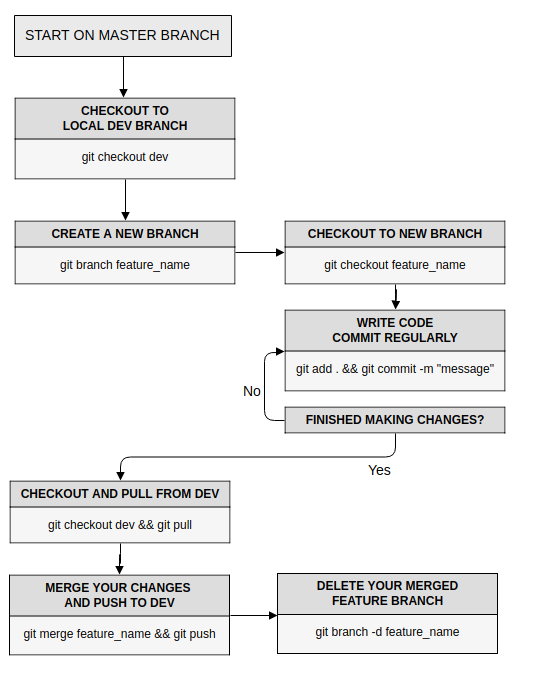 START ON MASTER BRANCH
CHECKOUT TO
LOCAL DEV BRANCH
git checkout dev
CREATE A NEW BRANCH
git branch feature_name
CHECKOUT TO NEW BRANCH
git checkout feature_name
WRITE CODE
COMMIT REGULARLY
git add . && git commit -m "message"
No
FINISHED MAKING CHANGES?
Yes
CHECKOUT AND PULL FROM DEV
git checkout dev && git pull
MERGE YOUR CHANGES
AND PUSH TO DEV
git merge feature_name && git push
DELETE YOUR MERGED
FEATURE BRANCH
git branch -d feature_name